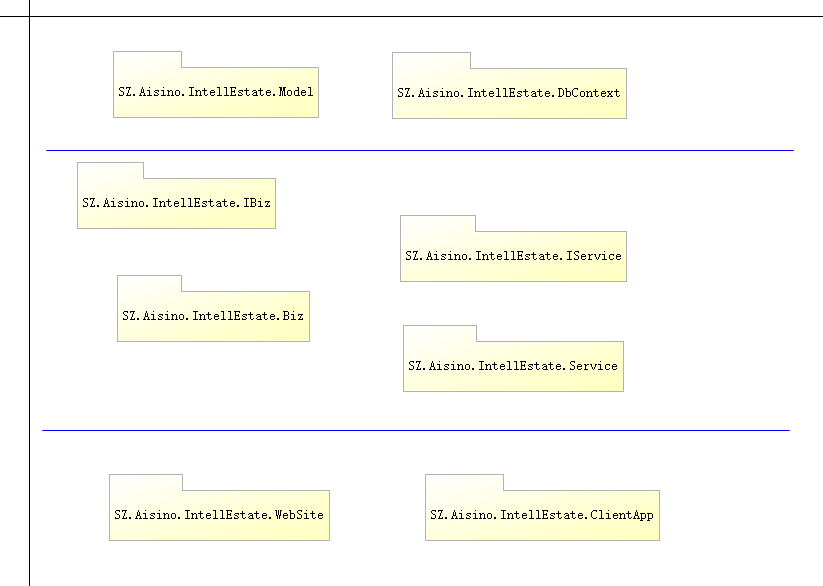 SZ.Aisino.IntellEstate.Model
SZ.Aisino.IntellEstate.DbContext
SZ.Aisino.IntellEstate.IBiz
SZ.Aisino.IntellEstate.IService
SZ.Aisino.IntellEstate.Biz
SZ.Aisino.IntellEstate.Service
SZ.Aisino.IntellEstate.WebSite
SZ.Aisino.IntellEstate.ClientApp